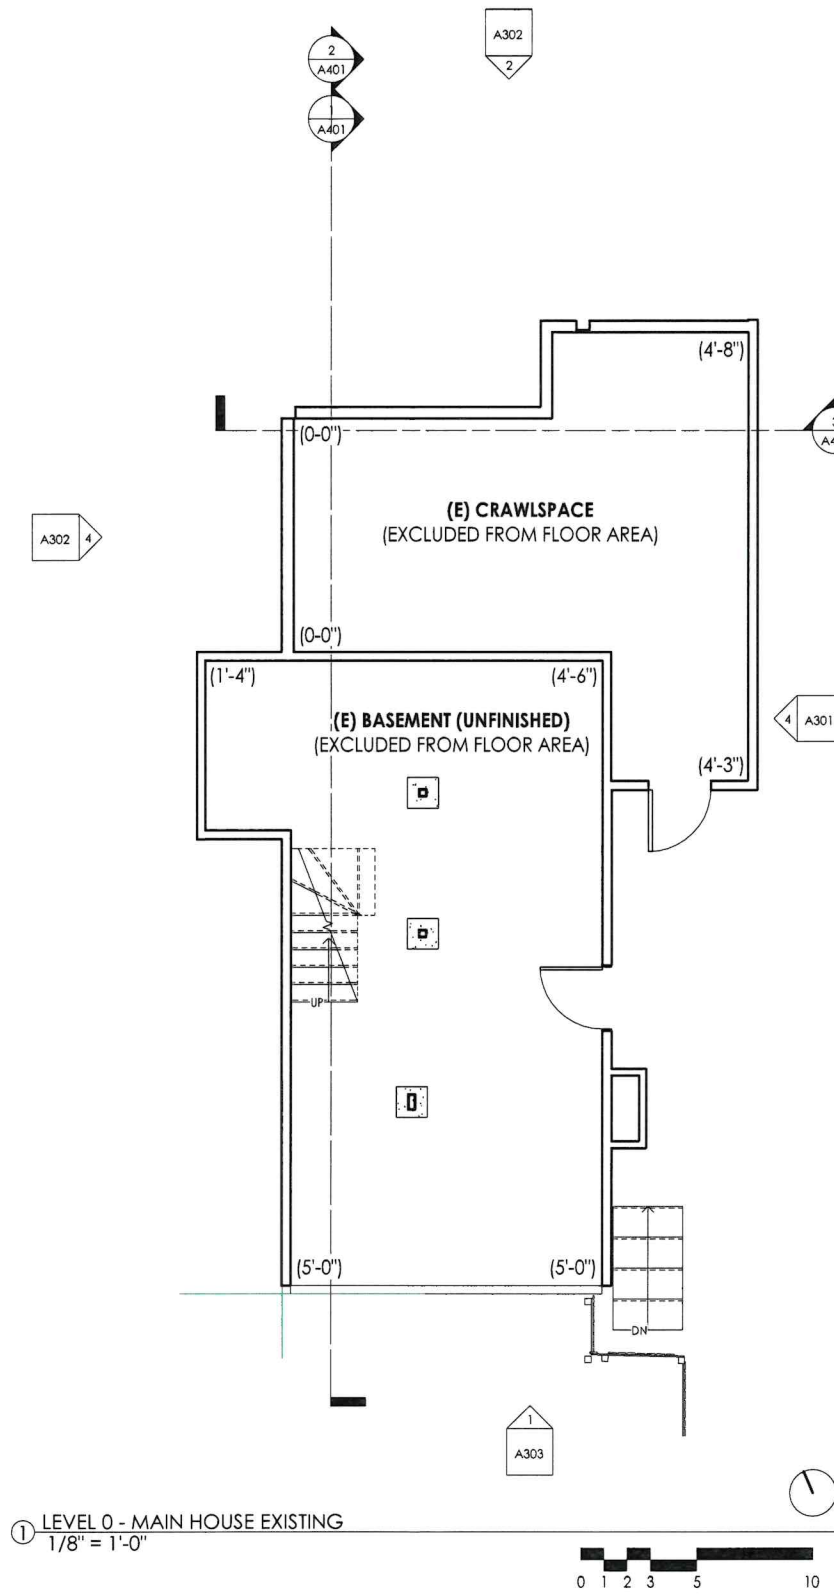 A302
2
2
A401
1
A401
(4'-8")
(0-0")
(E) CRAWLSPACE
(EXCLUDED FROM FLOOR AREA)
A302 4
(0-0")
(1'-4")
(4'-6")
(E) BASEMENT (UNFINISHED)
(EXCLUDED FROM FLOOR AREA)
4 A301
(4'-3")
UP
(5'-0")
(5'-0")
DN
1
A303
1 LEVEL 0 - MAIN HOUSE EXISTING
1/8" = 1'-0"
0 1 2 3 5 10